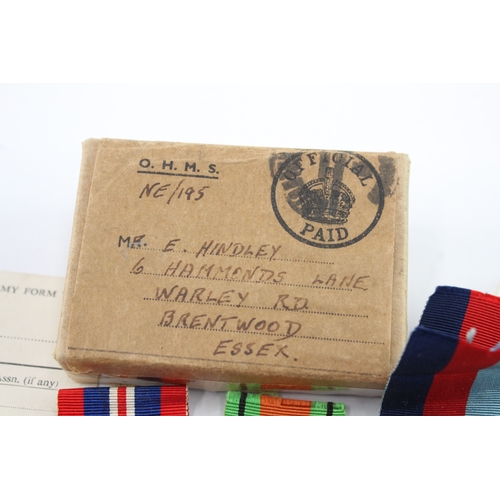 O.H.M.S.
NE/195
OFFICIAL
PAID
MR. E. HINDLEY
6 HAMMONDS LANE
WARLEY RD.
BRENTWOOD
ESSEX.
MY FORM
Assn. (if any)